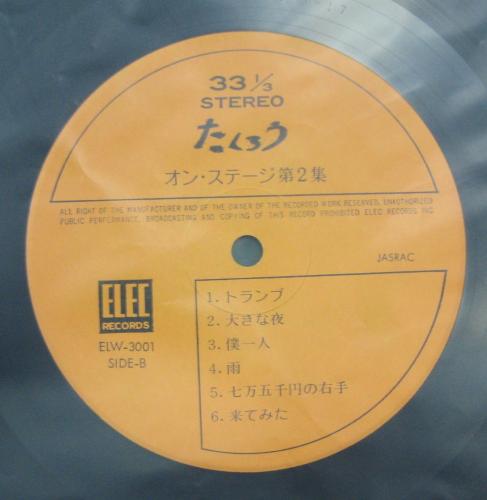 33 1/3
STEREO
たくろう
オン・ステージ第2集
ALL RIGHT OF THE MANUFACTURER AND OF THE OWNER OF THE RECORDED WORK RESERVED, UNAUTHORIZED
PUBLIC PERFORMANCE, BROADCASTING AND COPYING OF THIS RECORD PROHIBITED ELEC RECORDS INC
JASRAC
ELEC
RECORDS
ELW-3001
SIDE-B
1. トランプ
2. 大きな夜
3. 僕一人
4. 雨
5. 七万五千円の右手
6. 来てみた